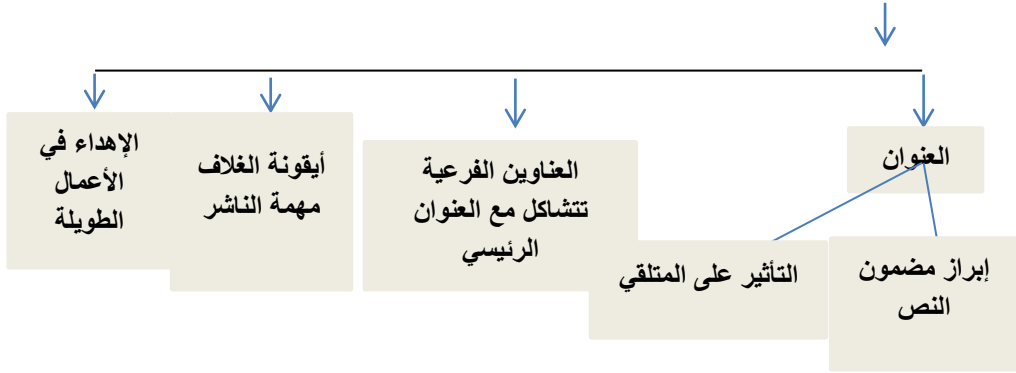 العنوان
إبراز مضمون
النص
التأثير على المتلقي
العناوين الفرعية
تتشاكل مع العنوان
الرئيسي
أيقونة الغلاف
مهمة الناشر
الإهداء في
الأعمال
الطويلة